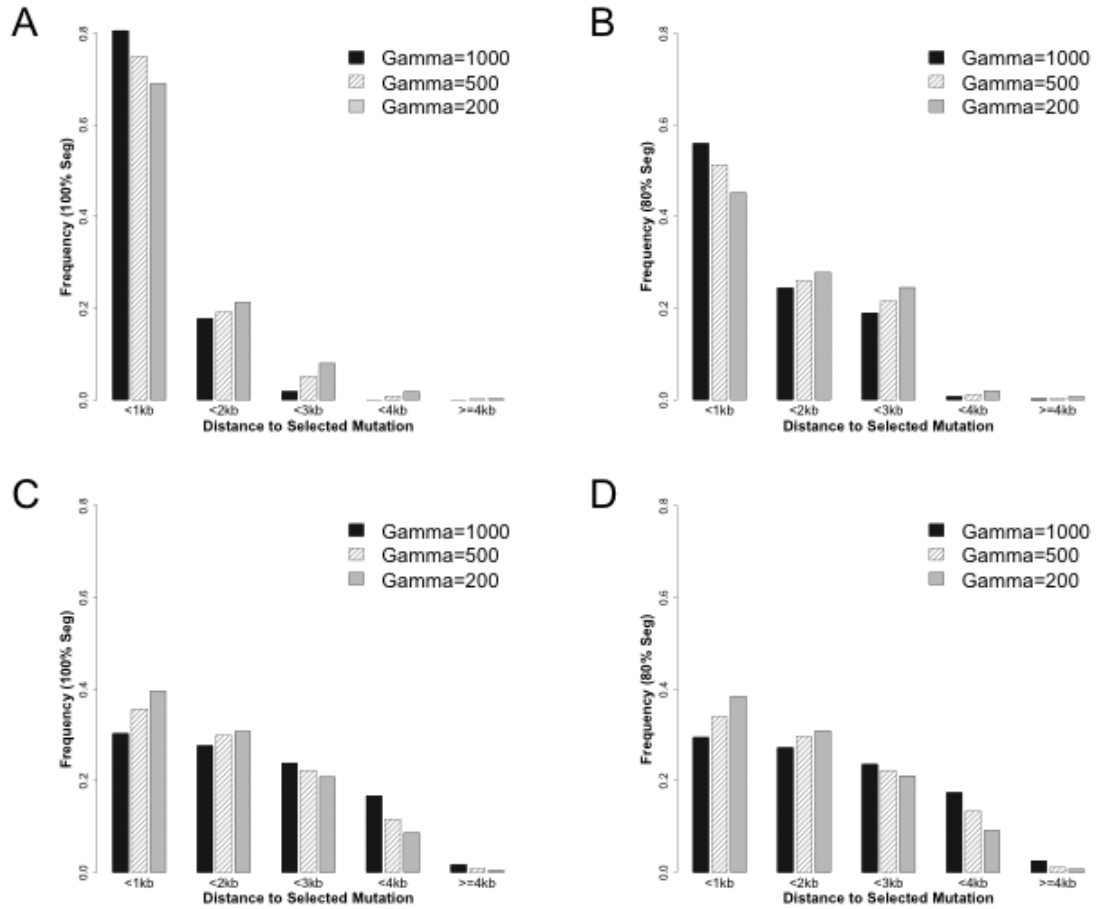 A
Frequency (100% Seg)
0.0
0.2
0.4
0.6
0.8
Gamma=1000
Gamma=500
Gamma=200
<1kb
<2kb
<3kb
<4kb
>=4kb
Distance to Selected Mutation
B
Frequency (80% Seg)
0.0
0.2
0.4
0.6
0.8
Gamma=1000
Gamma=500
Gamma=200
<1kb
<2kb
<3kb
<4kb
>=4kb
Distance to Selected Mutation
C
Frequency (100% Seg)
0.0
0.2
0.4
0.6
0.8
Gamma=1000
Gamma=500
Gamma=200
<1kb
<2kb
<3kb
<4kb
>=4kb
Distance to Selected Mutation
D
Frequency (80% Seg)
0.0
0.2
0.4
0.6
0.8
Gamma=1000
Gamma=500
Gamma=200
<1kb
<2kb
<3kb
<4kb
>=4kb
Distance to Selected Mutation